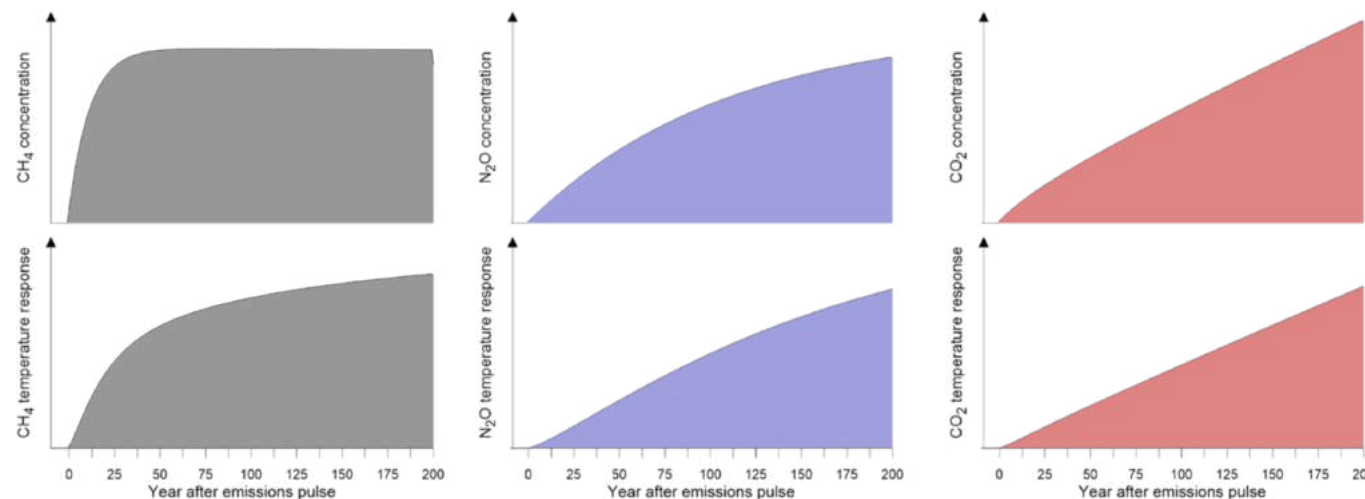 CH4 concentration
N2O concentration
CO2 concentration
CH4 temperature response
N2O temperature response
CO2 temperature response
0 25 50 75 100 125 150 175 200
0 25 50 75 100 125 150 175 200
0 25 50 75 100 125 150 175 200
Year after emissions pulse
Year after emissions pulse
Year after emissions pulse